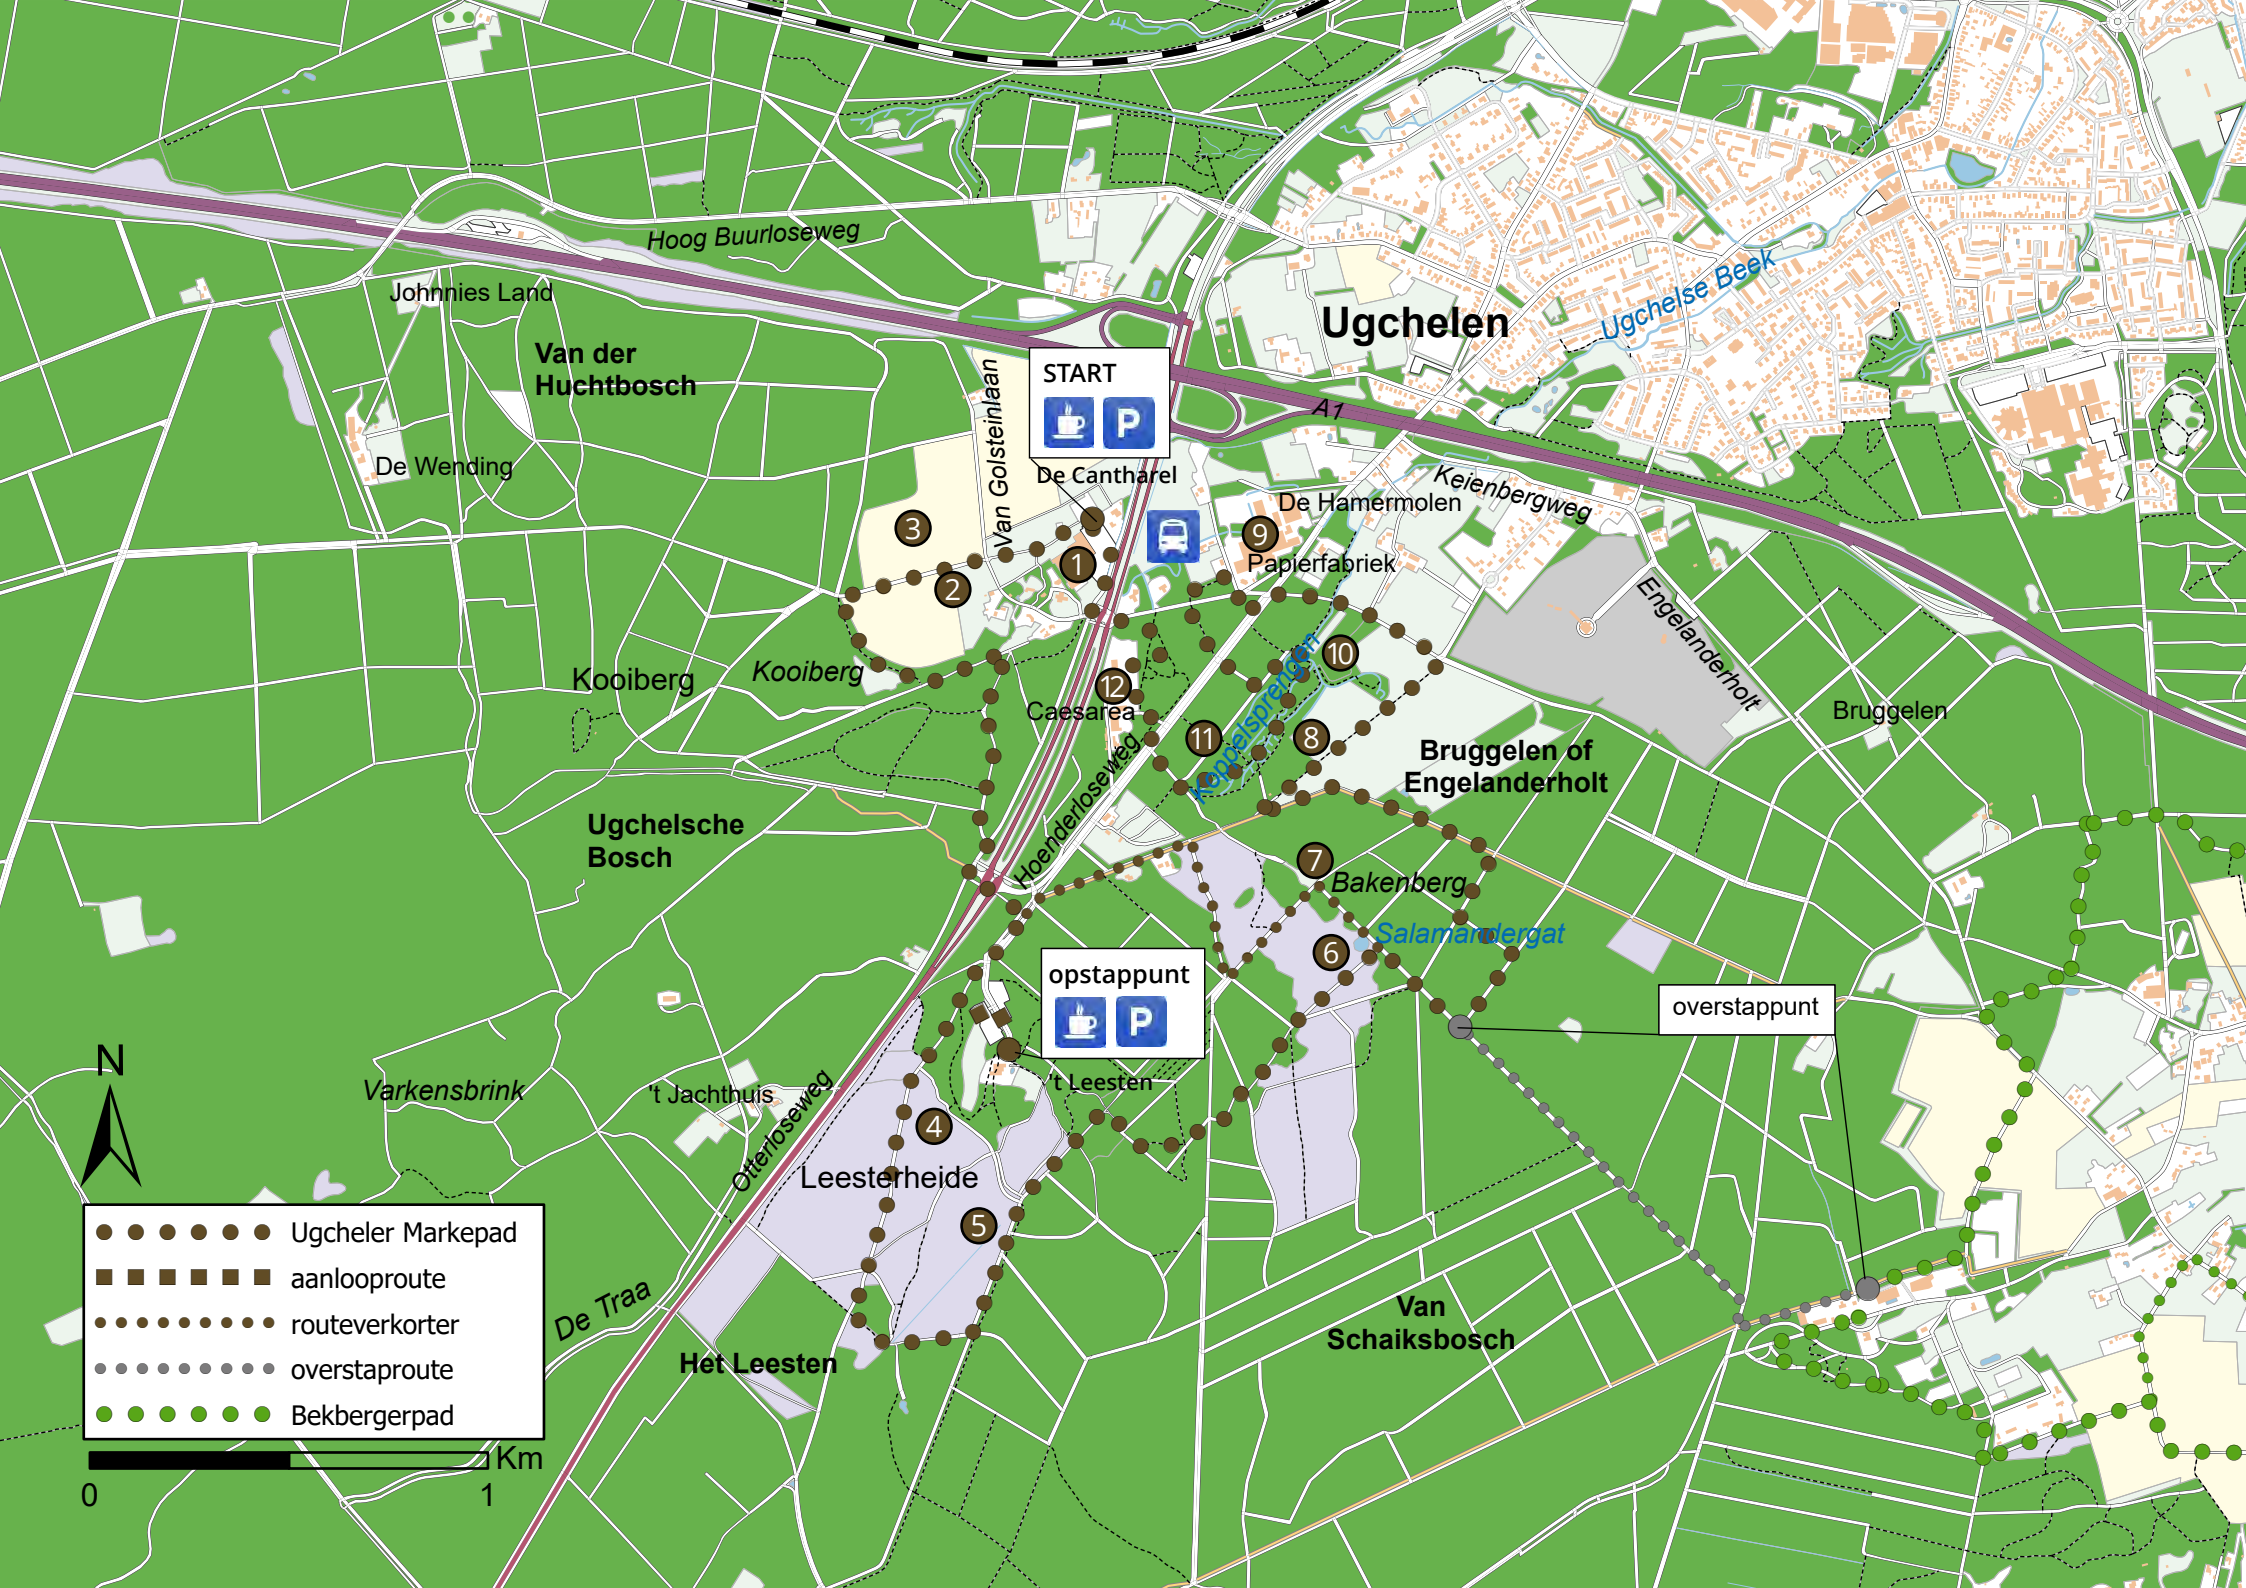 Hoog Buurloseweg
Johnnies Land
Ugchelse Beek
Ugchelen
Van der
Huchtbosch
START
P
A1
Van Golsteinlaan
De Wending
De Cantharel
Keienbergweg
De Hamermolen
3
9
Papierfabriek
1
2
Engelanderholt
Kooiberg
Kooiberg
10
12
Caesarea
Koppelsprengen
Bruggelen
11
8
Bruggelen of
Engelanderholt
Hoenderloseweg
Ugchelsche
Bosch
7
Bakenberg
Salamandergat
6
opstappunt
P
overstappunt
N
Varkensbrink
't Jachthuis
't Leesten
Otterloseweg
4
Leesterheide
5
Ugcheler Markepad
aanlooproute
routeverkorter
overstaproute
Bekbergerpad
De Traa
Het Leesten
Van
Schaiksbosch
Km
0
1